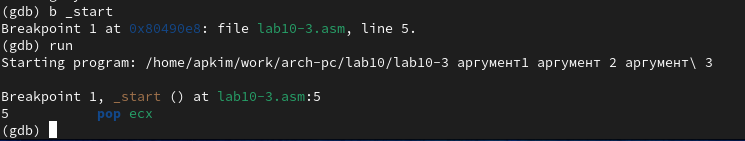 (gdb) b _start
Breakpoint 1 at 0x80490e8: file lab10-3.asm, line 5.
(gdb) run
Starting program: /home/apkim/work/arch-pc/lab10/lab10-3 аргумент1 аргумент 2 аргумент\ 3
Breakpoint 1, _start () at lab10-3.asm:5
5 pop ecx
(gdb)